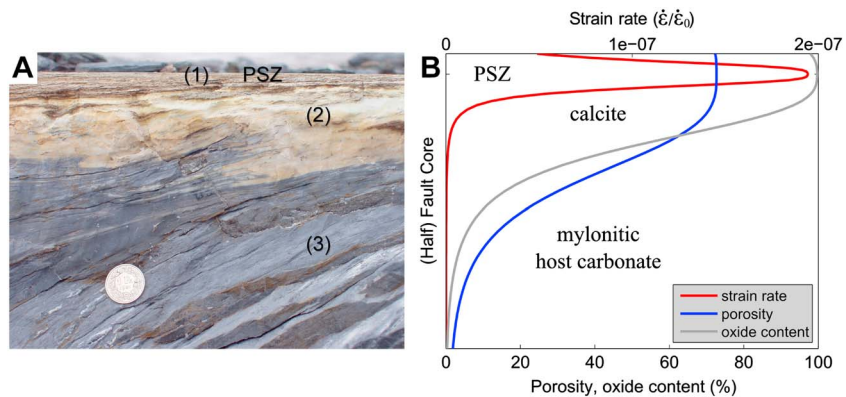 A
(1)
PSZ
(2)
(3)
B
Strain rate (ε̇/ε̇₀)
0
1e-07
2e-07
PSZ
calcite
mylonitic
host carbonate
(Half) Fault Core
strain rate
porosity
oxide content
0
20
40
60
80
100
Porosity, oxide content (%)